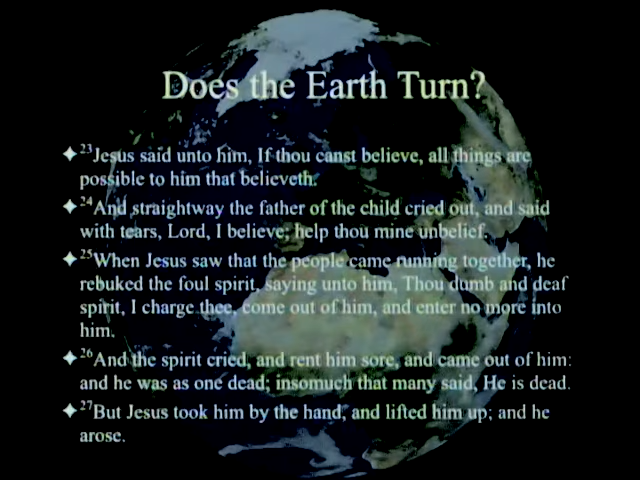 Does the Earth Turn?
23Jesus said unto him, If thou canst believe, all things are
possible to him that believeth.
24And straightway the father of the child cried out, and said
with tears, Lord, I believe; help thou mine unbelief.
25When Jesus saw that the people came running together, he
rebuked the foul spirit, saying unto him, Thou dumb and deaf
spirit, I charge thee, come out of him, and enter no more into
him.
26And the spirit cried, and rent him sore, and came out of him:
and he was as one dead; insomuch that many said, He is dead.
27But Jesus took him by the hand, and lifted him up; and he
arose.